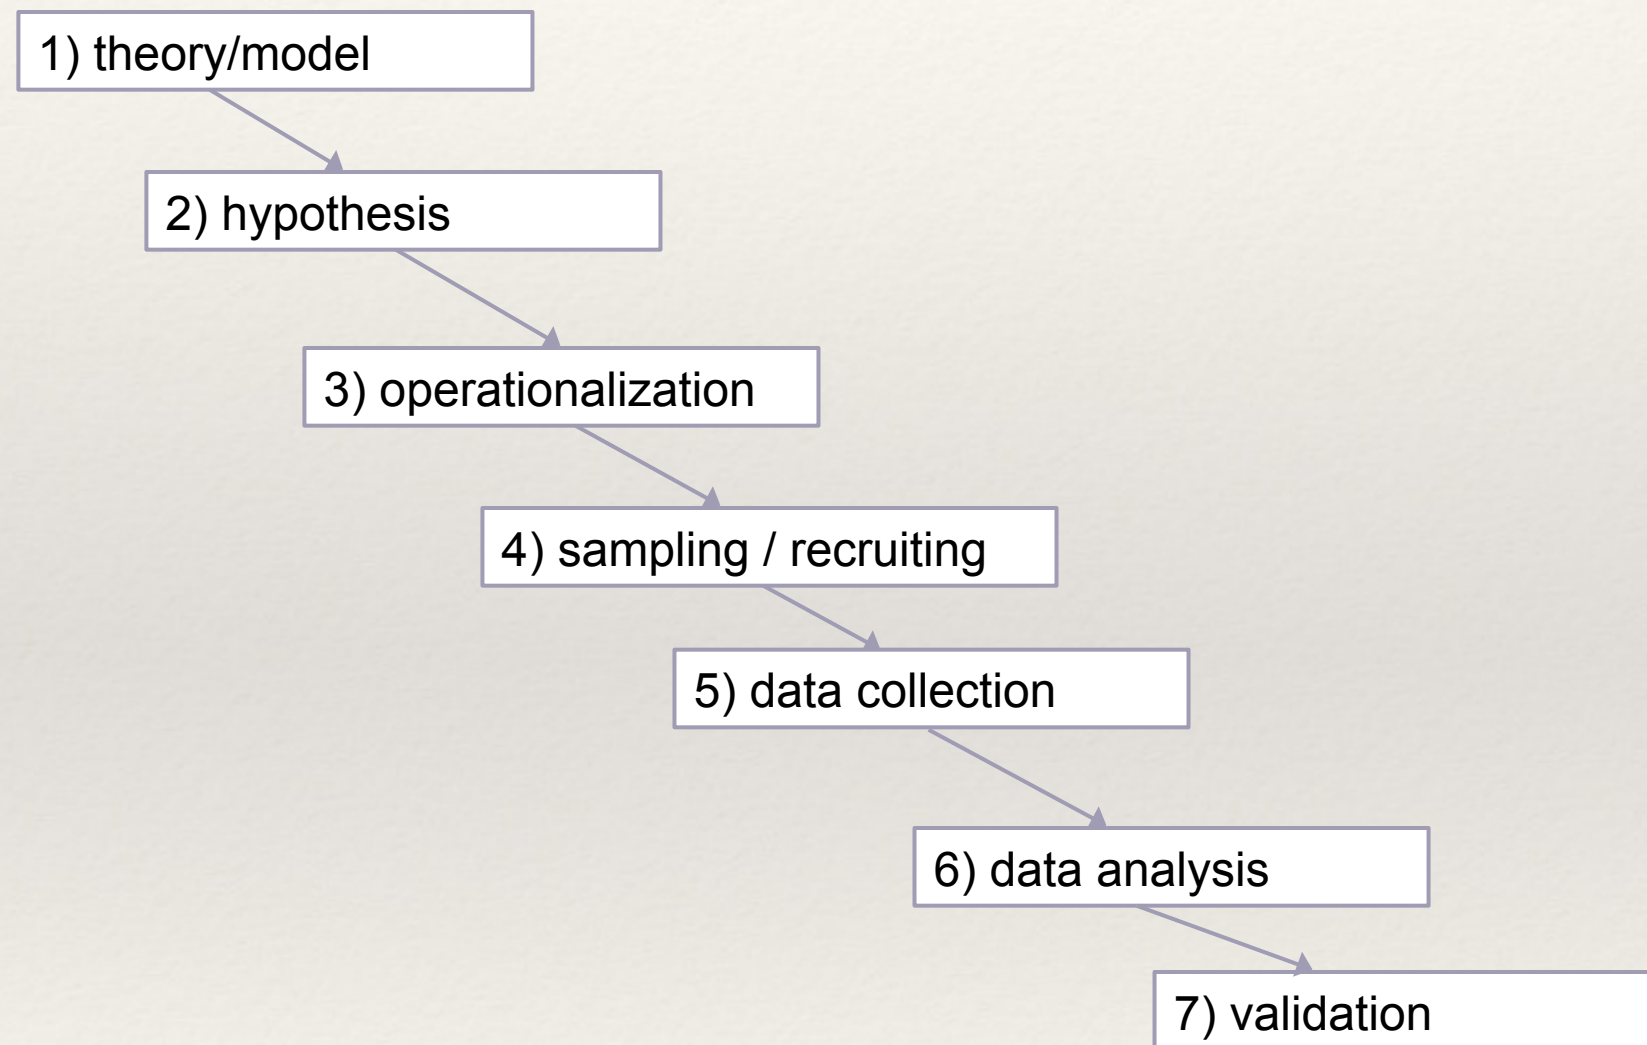 1) theory/model
2) hypothesis
3) operationalization
4) sampling / recruiting
5) data collection
6) data analysis
7) validation